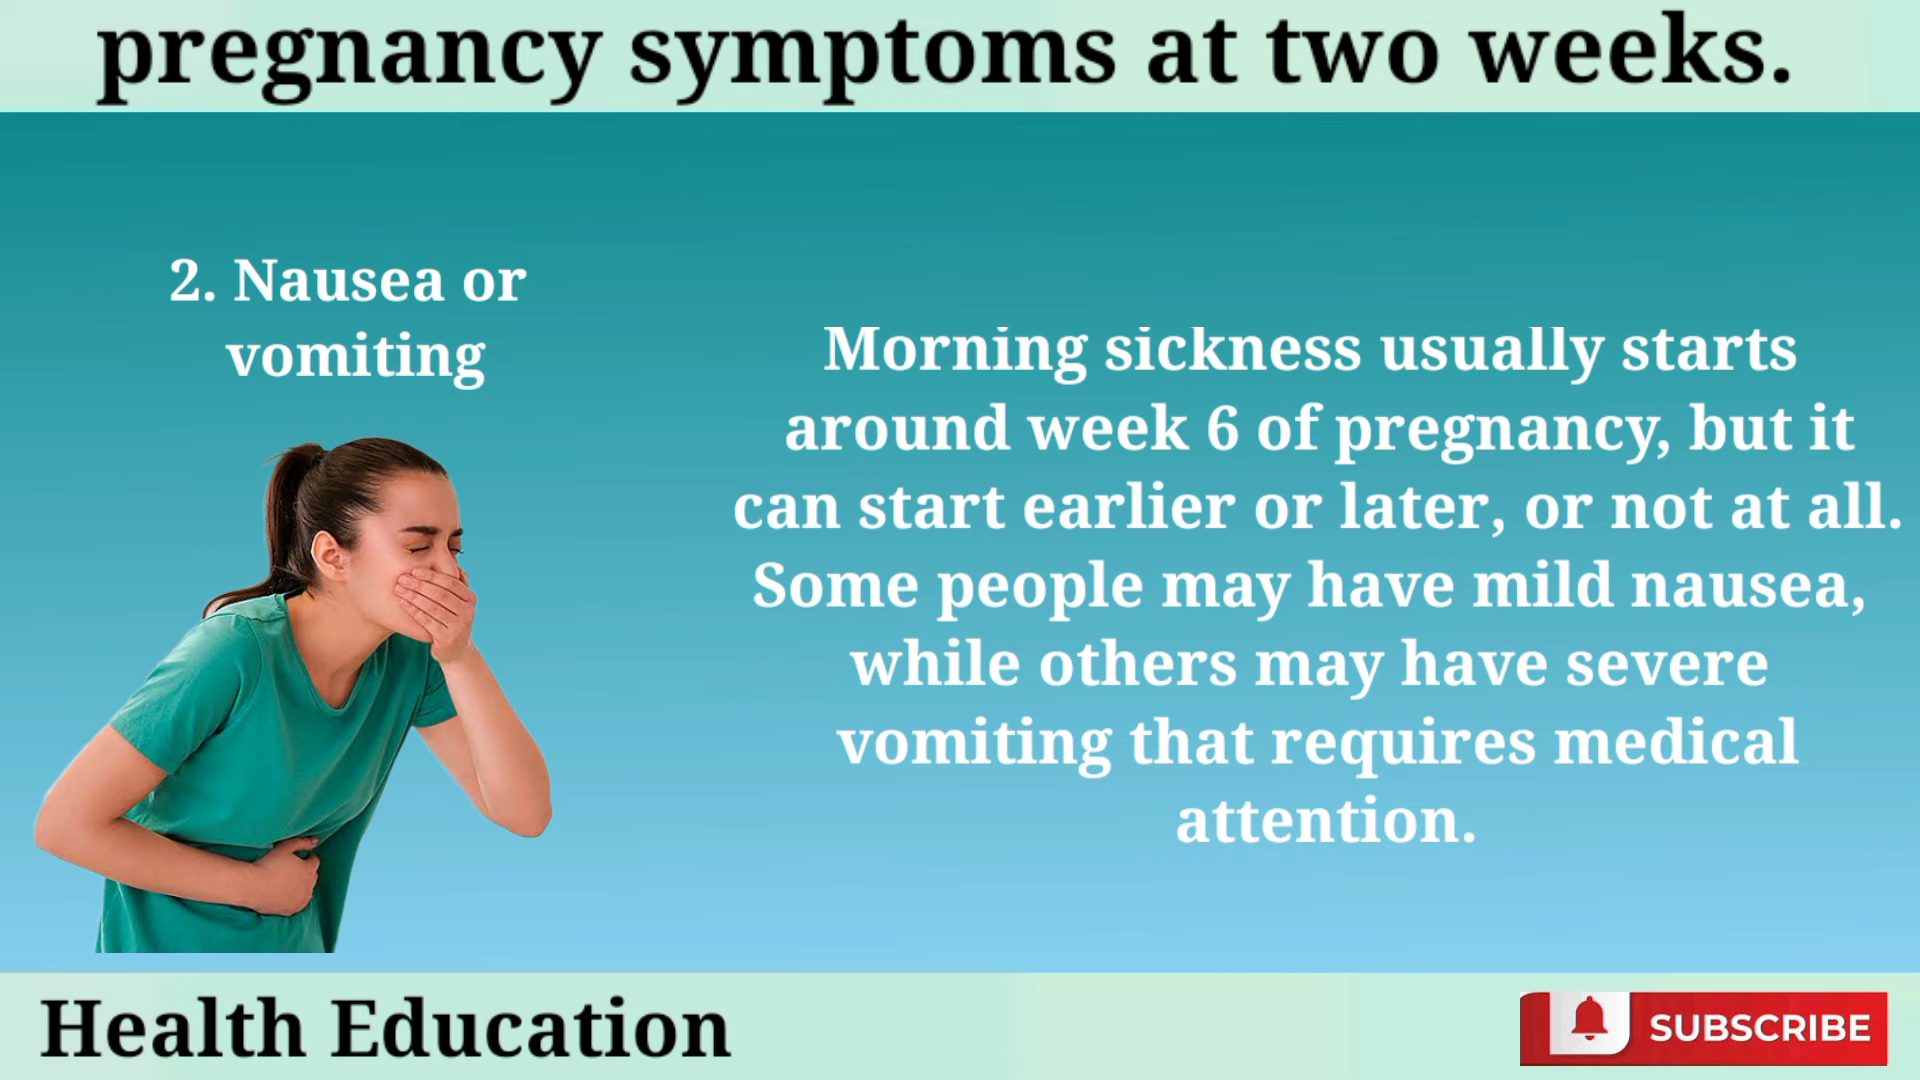 pregnancy symptoms at two weeks.
2. Nausea or
vomiting
Morning sickness usually starts
around week 6 of pregnancy, but it
can start earlier or later, or not at all.
Some people may have mild nausea,
while others may have severe
vomiting that requires medical
attention.
Health Education
SUBSCRIBE